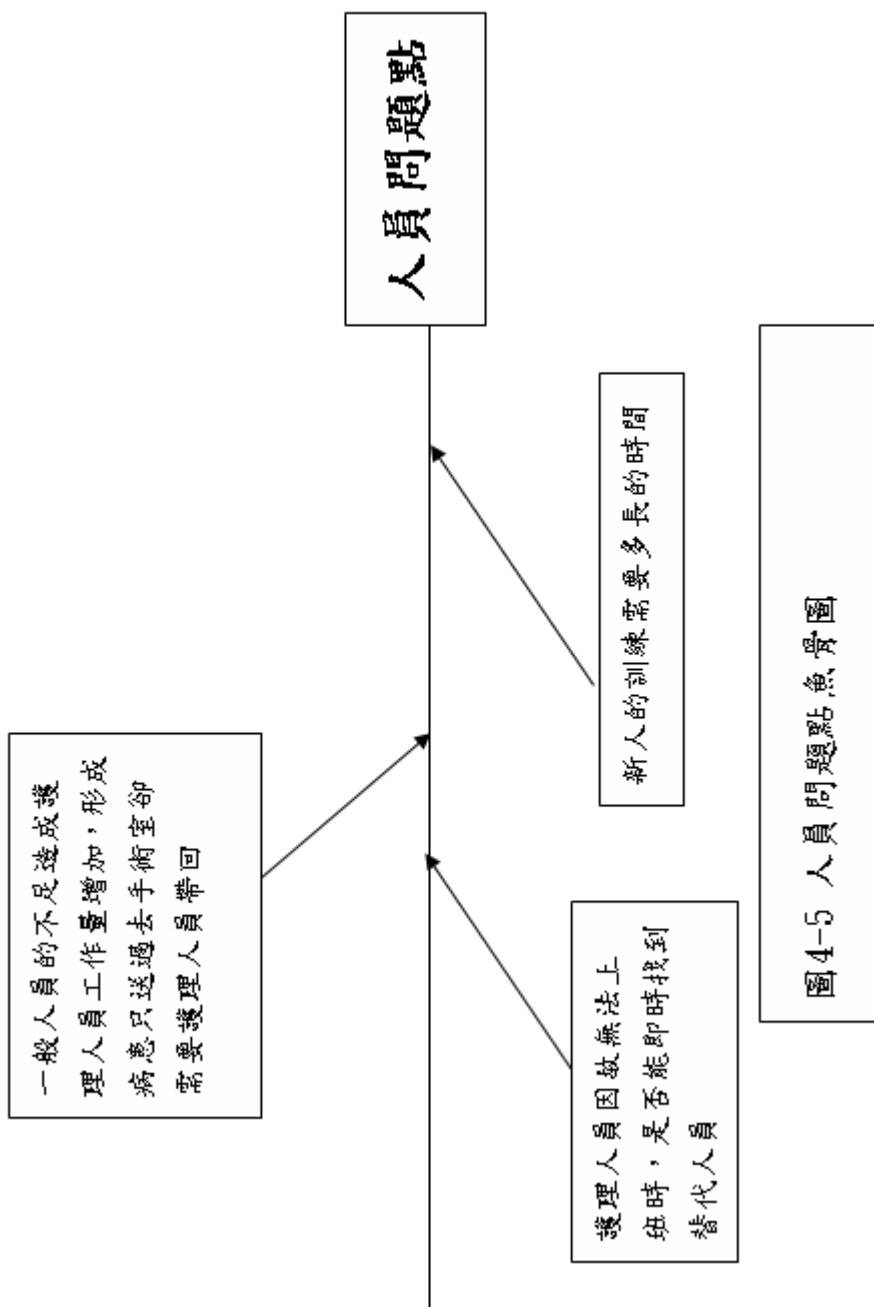 人員問題點
一般人員的不足造成護
理人員工作量增加，形成
病患只送過去手術室卻
需要護理人員帶回
新人的訓練需要多長的時間
護理人員因故無法上
班時，是否能即時找到
替代人員
圖4-5 人員問題點魚骨圖